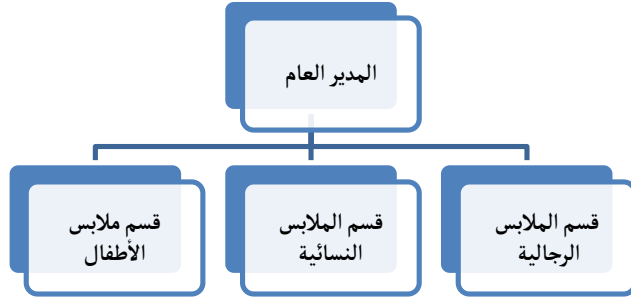 المدير العام
قسم الملابس
الرجالية
قسم الملابس
النسائية
قسم ملابس
الأطفال